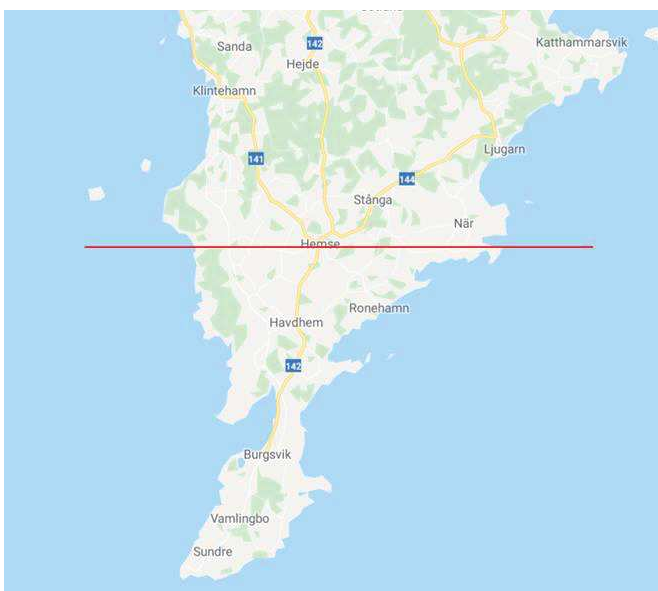 Katthammarsvik
Sanda
142
Hejde
Klintehamn
Ljugarn
141
144
Stånga
När
Hemse
Ronehamn
Havdhem
142
Burgsvik
Vamlingbo
Sundre